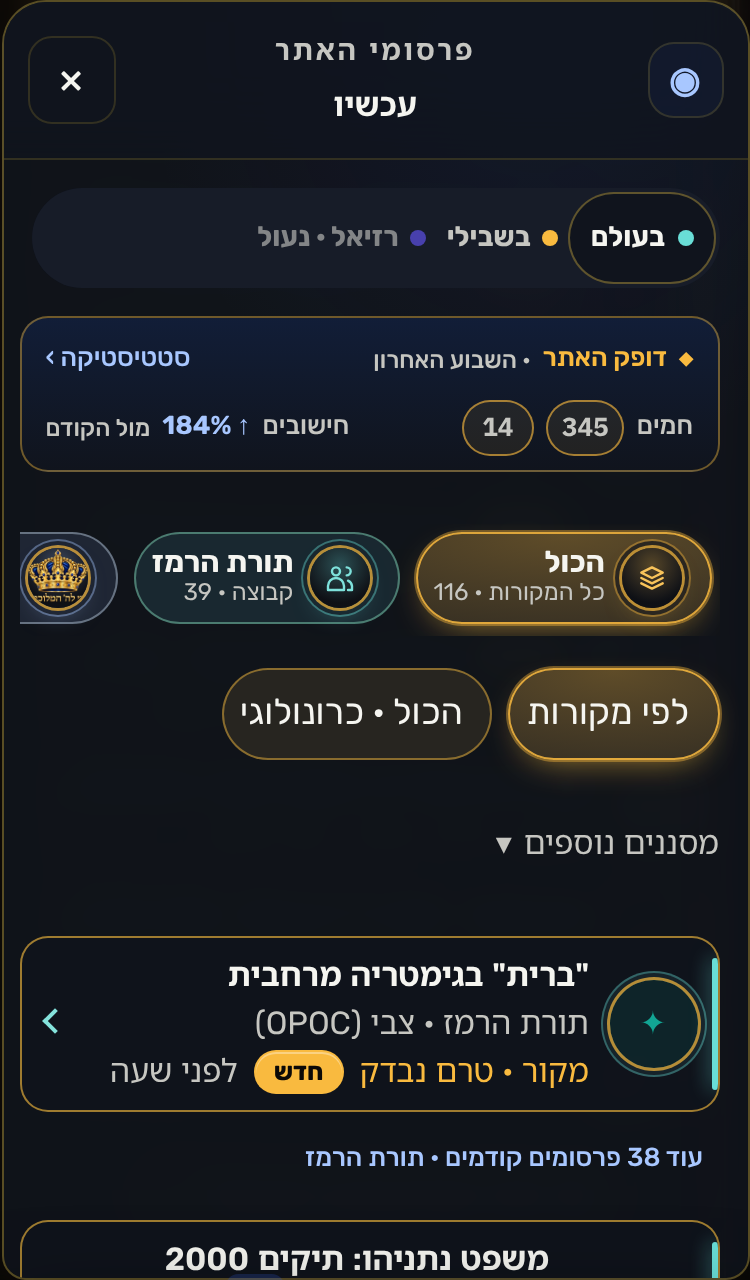 פרסומי האתר
עכשיו
בעולם בשבילי רזיאל • נעול
דופק האתר • השבוע האחרון סטטיסטיקה ›
חמים 345 14 חישובים ↑ 184% מול הקודם
הכול
כל המקורות • 116
תורת הרמז
קבוצה • 39
לפי מקורות הכול • כרונולוגי
מסננים נוספים ▾
"ברית" בגימטריה מרחבית
תורת הרמז • צבי (OPOC)
מקור • טרם נבדק חדש לפני שעה
עוד 38 פרסומים קודמים • תורת הרמז
משפט נתניהו: תיקים 2000